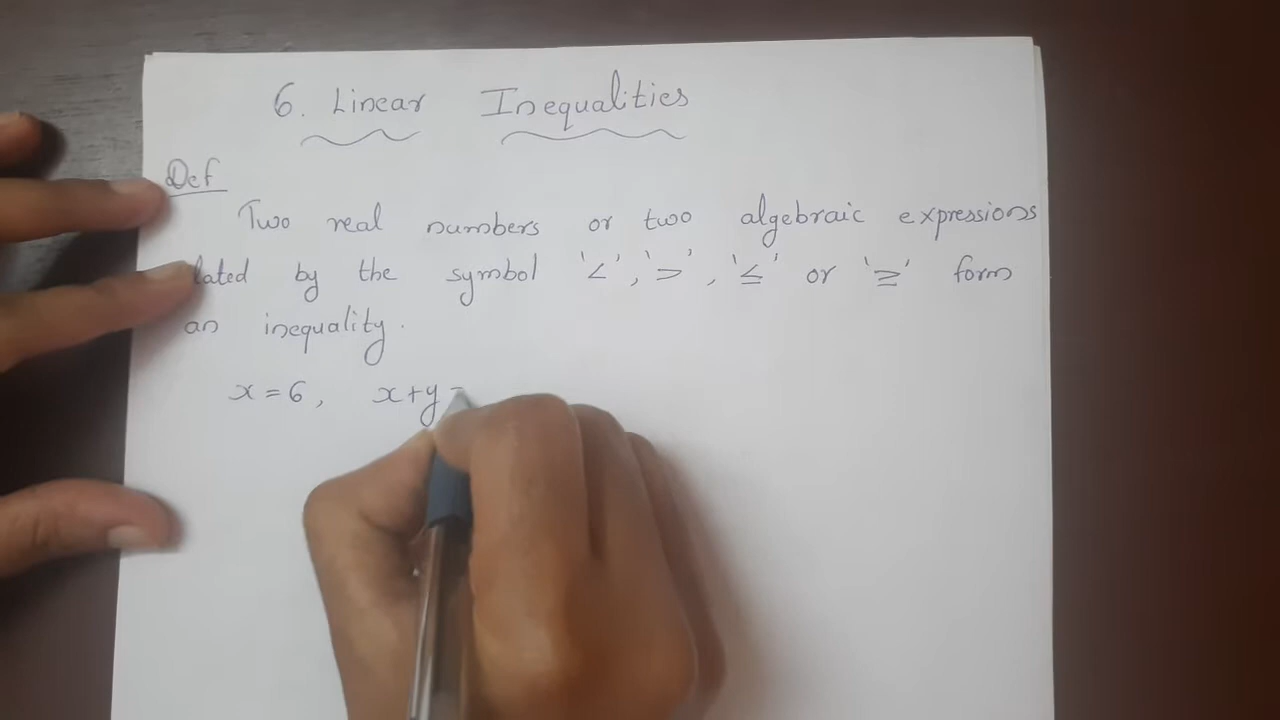 6. Linear Inequalities
Def
Two real numbers or two algebraic expressions
lated by the symbol '<', '>', '≤' or '≥' form
an inequality.
x = 6, x+y